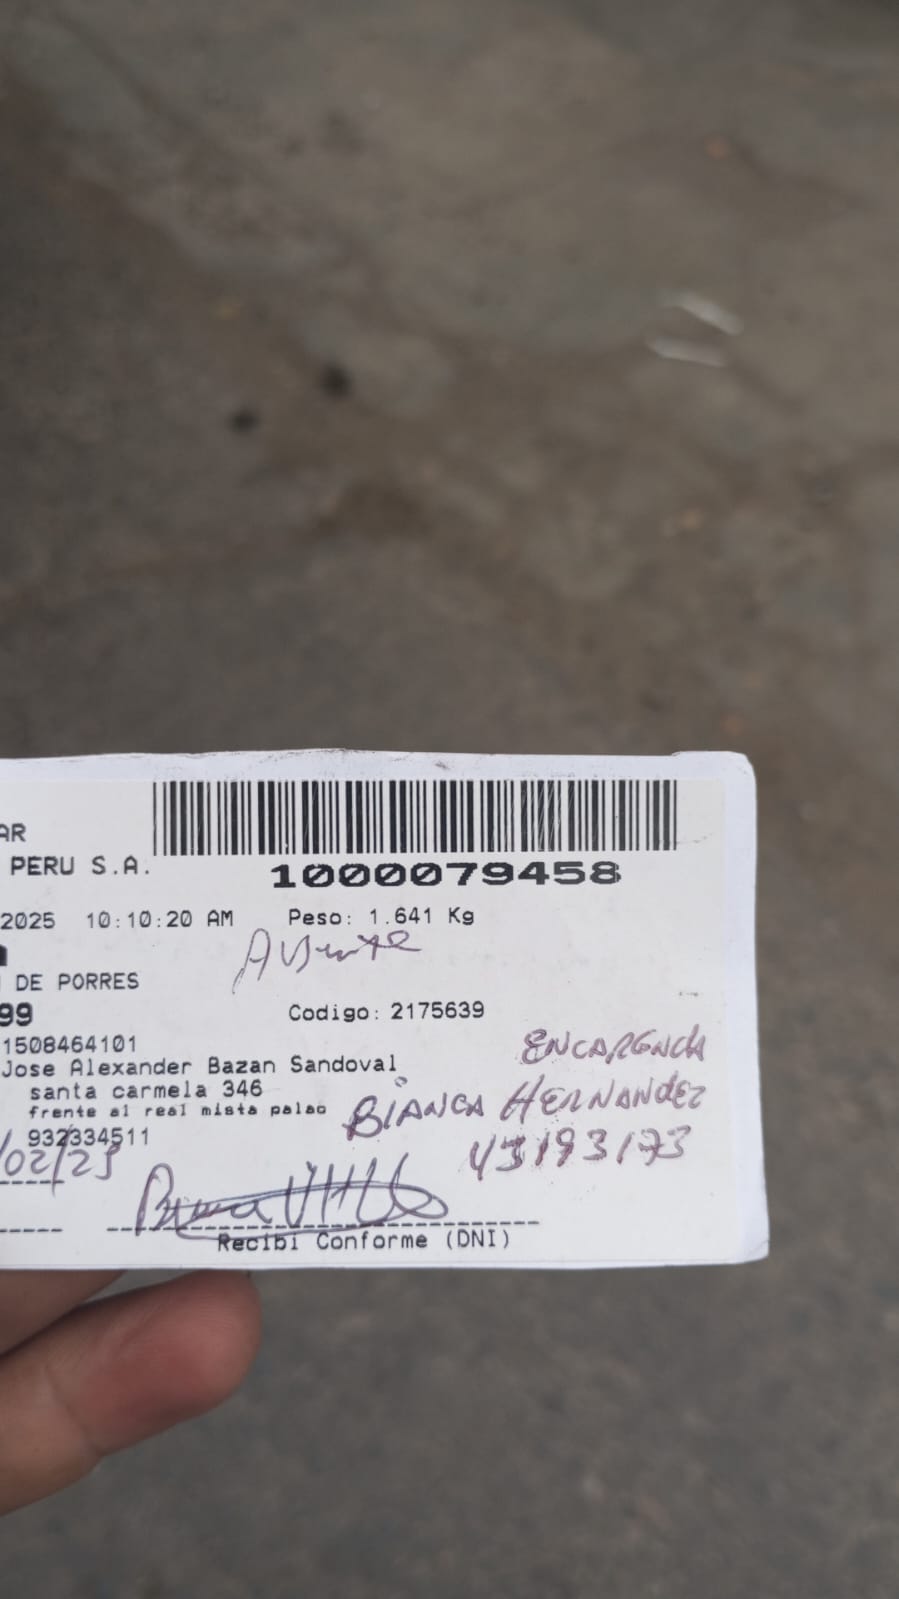 AR
PERU S.A.
1000079458
2025 10:10:20 AM Peso: 1.641 Kg
DE PORRES
99 Codigo: 2175639
1508464101
Jose Alexander Bazan Sandoval
santa carmela 346
frente al real mista palao
932334511
ENCARGADA
BIANCA HERNANDEZ
43193173
Recibi Conforme (DNI)